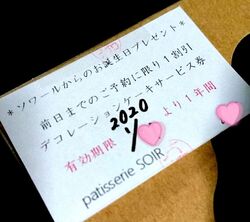 *ソワールからのお誕生日プレゼント*
前日までのご予約に限り1割引
デコレーションケーキサービス券
2020
有効期限 1/ より1年間
patisserie SOIR